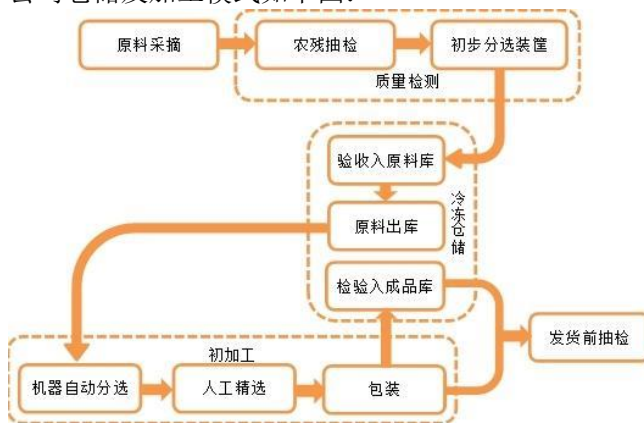 原料采摘
农残抽检
初步分选装筐
质量检测
验收入原料库
冷冻仓储
原料出库
检验入成品库
发货前抽检
初加工
机器自动分选
人工精选
包装